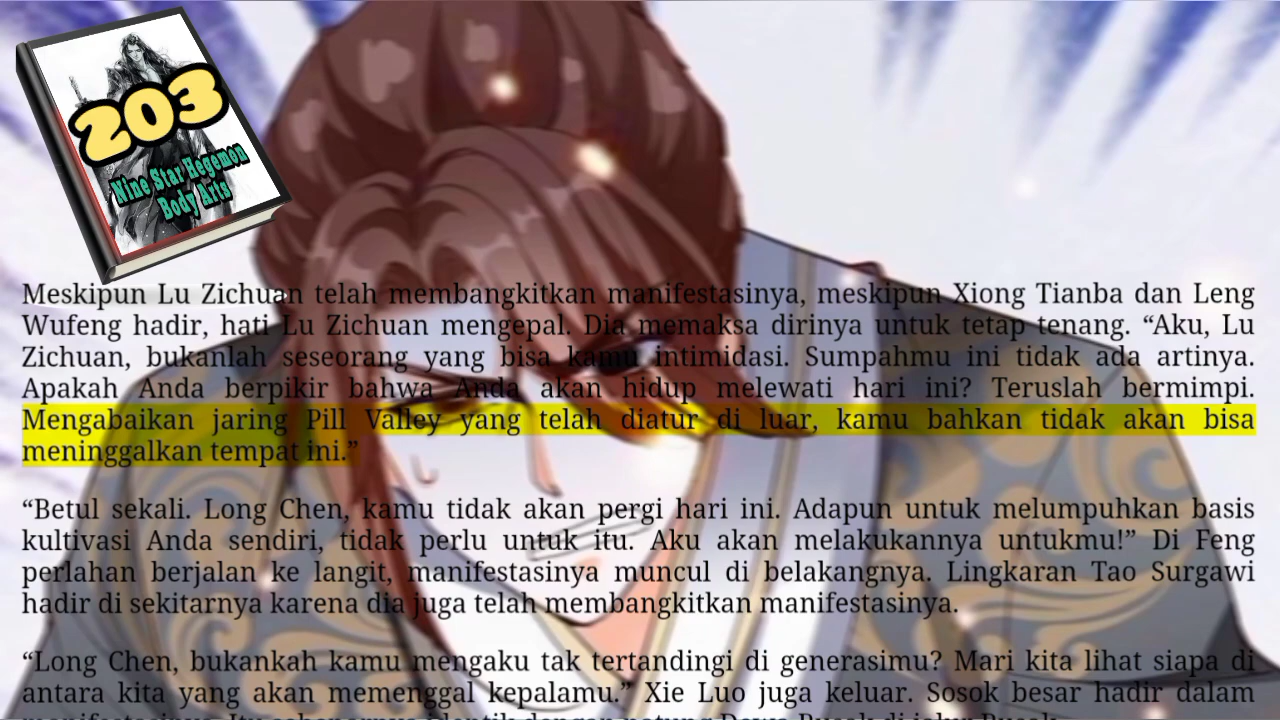 203
Nine Star Hegemon
Body Arts
Meskipun Lu Zichuan telah membangkitkan manifestasinya, meskipun Xiong Tianba dan Leng
Wufeng hadir, hati Lu Zichuan mengepal. Dia memaksa dirinya untuk tetap tenang. “Aku, Lu
Zichuan, bukanlah seseorang yang bisa kamu intimidasi. Sumpahmu ini tidak ada artinya.
Apakah Anda berpikir bahwa Anda akan hidup melewati hari ini? Teruslah bermimpi.
Mengabaikan jaring Pill Valley yang telah diatur di luar, kamu bahkan tidak akan bisa
meninggalkan tempat ini.”
“Betul sekali. Long Chen, kamu tidak akan pergi hari ini. Adapun untuk melumpuhkan basis
kultivasi Anda sendiri, tidak perlu untuk itu. Aku akan melakukannya untukmu!” Di Feng
perlahan berjalan ke langit, manifestasinya muncul di belakangnya. Lingkaran Tao Surgawi
hadir di sekitarnya karena dia juga telah membangkitkan manifestasinya.
“Long Chen, bukankah kamu mengaku tak tertandingi di generasimu? Mari kita lihat siapa di
antara kita yang akan memenggal kepalamu.” Xie Luo juga keluar. Sosok besar hadir dalam